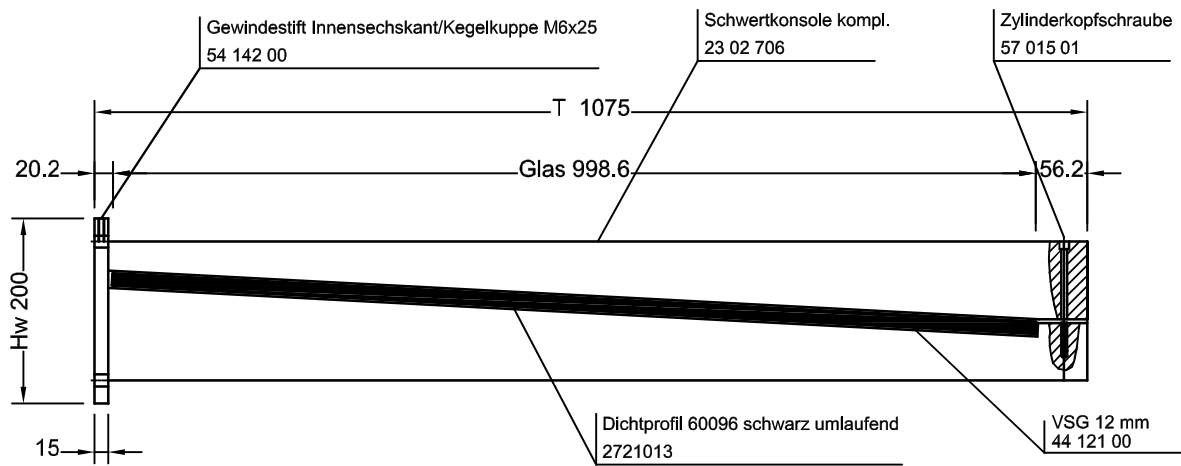 Gewindestift Innensechskant/Kegelkuppe M6x25
54 142 00
Schwertkonsole kompl.
23 02 706
Zylinderkopfschraube
57 015 01
T 1075
20.2
Glas 998.6
56.2
Hw 200
15
Dichtprofil 60096 schwarz umlaufend
2721013
VSG 12 mm
44 121 00